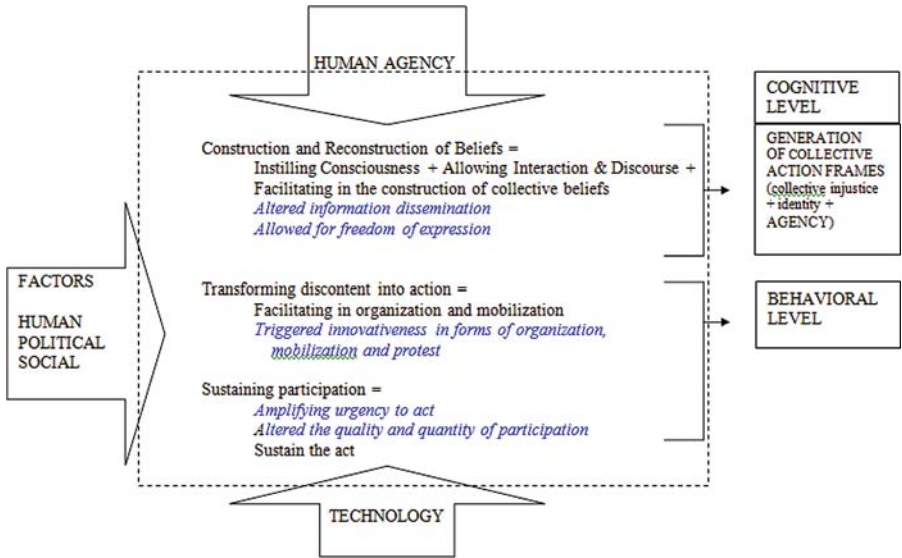 HUMAN AGENCY
Construction and Reconstruction of Beliefs =
Instilling Consciousness + Allowing Interaction & Discourse +
Facilitating in the construction of collective beliefs
Altered information dissemination
Allowed for freedom of expression
Transforming discontent into action =
Facilitating in organization and mobilization
Triggered innovativeness in forms of organization,
mobilization and protest
Sustaining participation =
Amplifying urgency to act
Altered the quality and quantity of participation
Sustain the act
FACTORS
HUMAN
POLITICAL
SOCIAL
TECHNOLOGY
COGNITIVE
LEVEL
GENERATION
OF COLLECTIVE
ACTION FRAMES
(collective injustice
+ identity +
AGENCY)
BEHAVIORAL
LEVEL